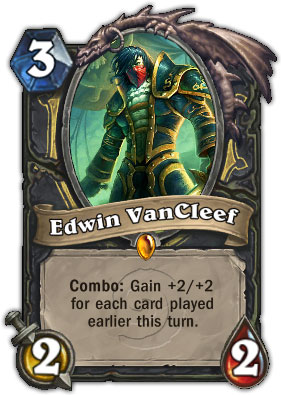 3
Edwin VanCleef
Combo: Gain +2/+2
for each card played
earlier this turn.
2 2